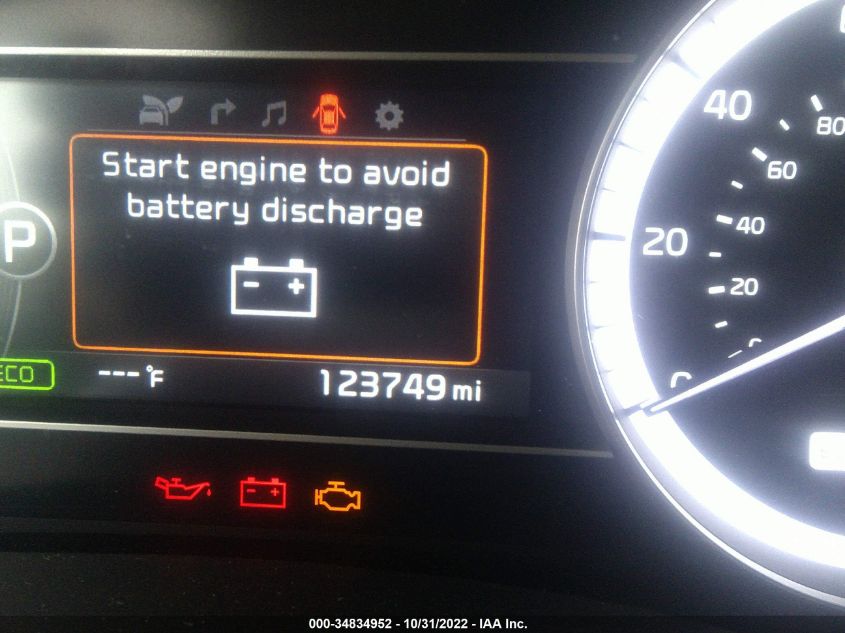 Start engine to avoid
battery discharge
- +
P
ECO
---°F
123749 mi
- +
40
80
60
20
40
20
0
000-34834952 - 10/31/2022 - IAA Inc.